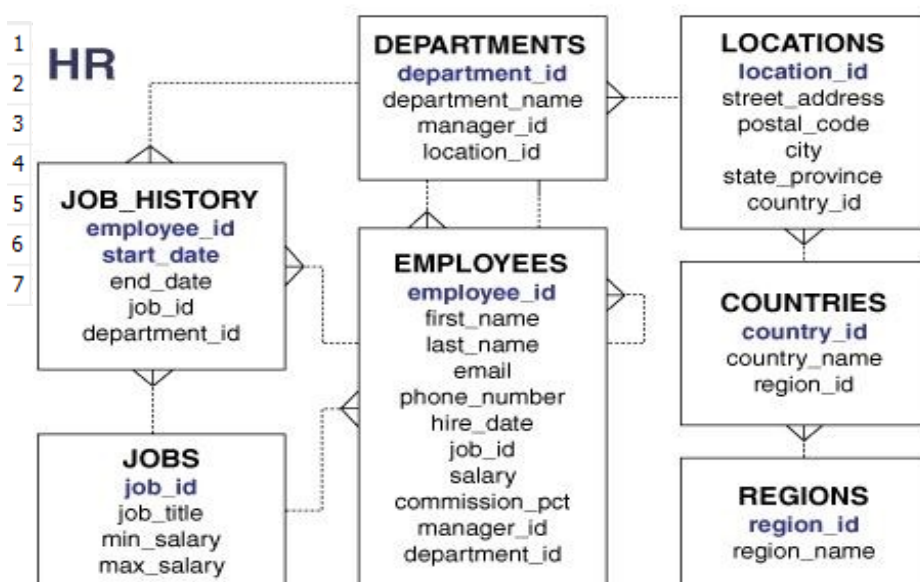 1
2
3
4
5
6
7
HR
DEPARTMENTS
department_id
department_name
manager_id
location_id
LOCATIONS
location_id
street_address
postal_code
city
state_province
country_id
JOB_HISTORY
employee_id
start_date
end_date
job_id
department_id
EMPLOYEES
employee_id
first_name
last_name
email
phone_number
hire_date
job_id
salary
commission_pct
manager_id
department_id
COUNTRIES
country_id
country_name
region_id
JOBS
job_id
job_title
min_salary
max_salary
REGIONS
region_id
region_name